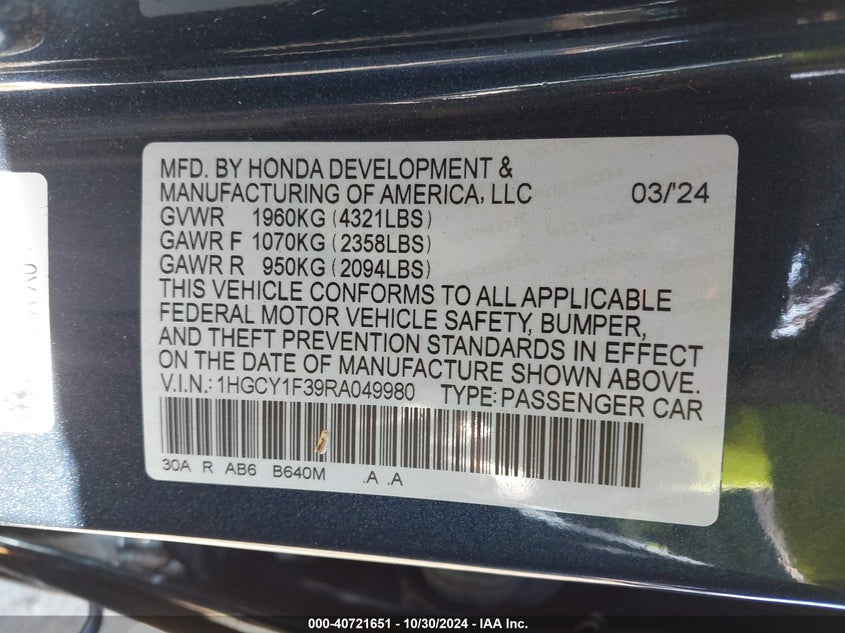 MFD. BY HONDA DEVELOPMENT &
MANUFACTURING OF AMERICA, LLC 03/'24
GVWR 1960KG (4321LBS)
GAWR F 1070KG (2358LBS)
GAWR R 950KG (2094LBS)
THIS VEHICLE CONFORMS TO ALL APPLICABLE
FEDERAL MOTOR VEHICLE SAFETY, BUMPER,
AND THEFT PREVENTION STANDARDS IN EFFECT
ON THE DATE OF MANUFACTURE SHOWN ABOVE.
V.I.N.: 1HGCY1F39RA049980 TYPE: PASSENGER CAR
30A R AB6 B640M .A .A
000-40721651 - 10/30/2024 - IAA Inc.